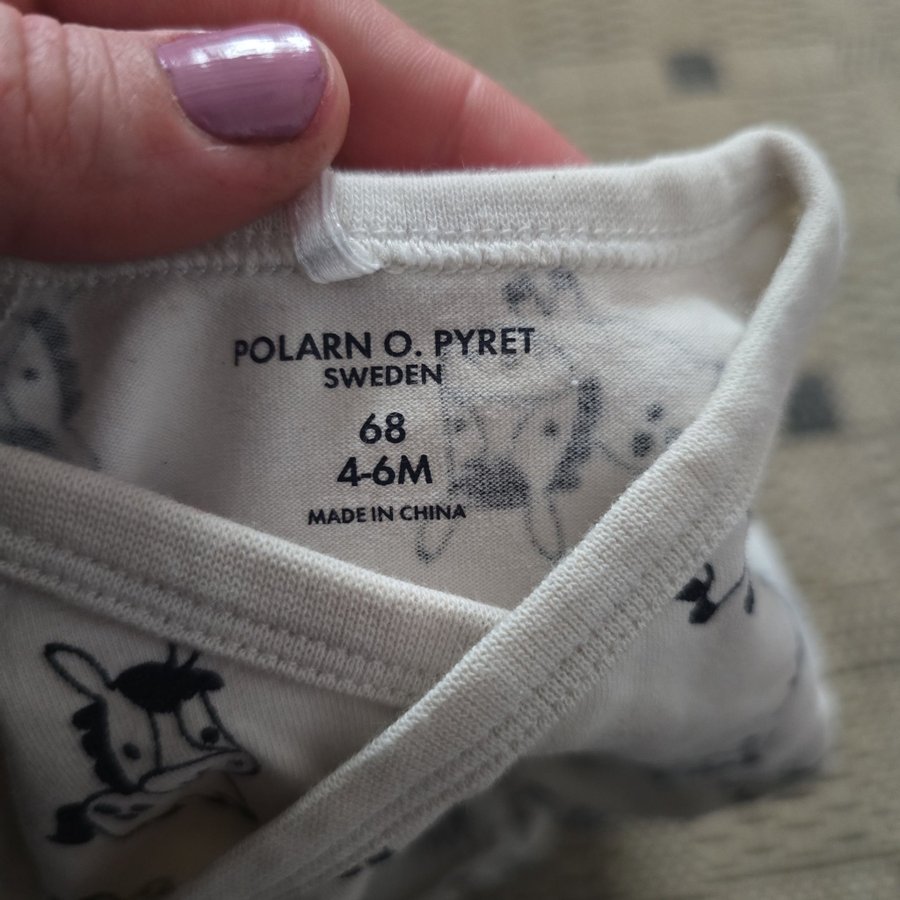 POLARN O. PYRET
SWEDEN
68
4-6M
MADE IN CHINA